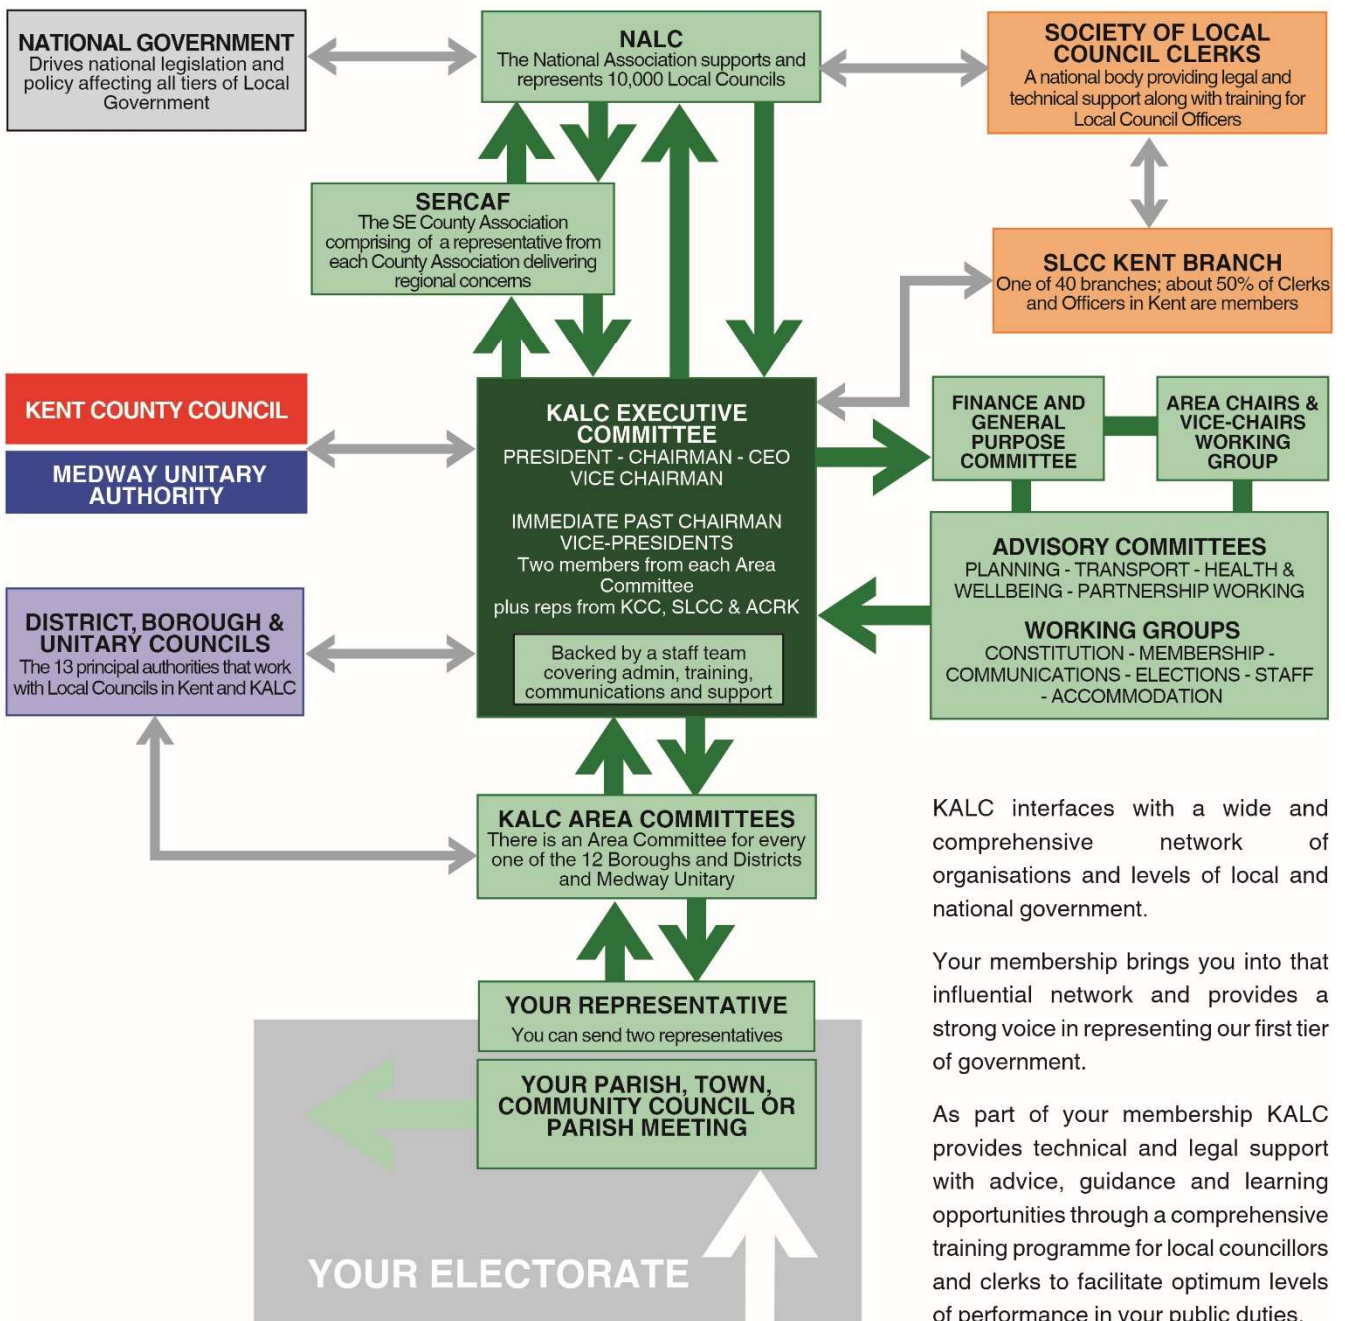 NATIONAL GOVERNMENT
Drives national legislation and
policy affecting all tiers of Local
Government
NALC
The National Association supports and
represents 10,000 Local Councils
SOCIETY OF LOCAL
COUNCIL CLERKS
A national body providing legal and
technical support along with training for
Local Council Officers
SERCAF
The SE County Association
comprising of a representative from
each County Association delivering
regional concerns
SLCC KENT BRANCH
One of 40 branches; about 50% of Clerks
and Officers in Kent are members
KENT COUNTY COUNCIL
MEDWAY UNITARY
AUTHORITY
KALC EXECUTIVE
COMMITTEE
PRESIDENT - CHAIRMAN - CEO
VICE CHAIRMAN
IMMEDIATE PAST CHAIRMAN
VICE-PRESIDENTS
Two members from each Area
Committee
plus reps from KCC, SLCC & ACRK
Backed by a staff team
covering admin, training,
communications and support
FINANCE AND
GENERAL
PURPOSE
COMMITTEE
AREA CHAIRS &
VICE-CHAIRS
WORKING
GROUP
ADVISORY COMMITTEES
PLANNING - TRANSPORT - HEALTH &
WELLBEING - PARTNERSHIP WORKING
WORKING GROUPS
CONSTITUTION - MEMBERSHIP -
COMMUNICATIONS - ELECTIONS - STAFF
- ACCOMMODATION
DISTRICT, BOROUGH &
UNITARY COUNCILS
The 13 principal authorities that work
with Local Councils in Kent and KALC
KALC AREA COMMITTEES
There is an Area Committee for every
one of the 12 Boroughs and Districts
and Medway Unitary
YOUR REPRESENTATIVE
You can send two representatives
YOUR PARISH, TOWN,
COMMUNITY COUNCIL OR
PARISH MEETING
YOUR ELECTORATE
KALC interfaces with a wide and
comprehensive network of
organisations and levels of local and
national government.
Your membership brings you into that
influential network and provides a
strong voice in representing our first tier
of government.
As part of your membership KALC
provides technical and legal support
with advice, guidance and learning
opportunities through a comprehensive
training programme for local councillors
and clerks to facilitate optimum levels
of performance in your public duties.